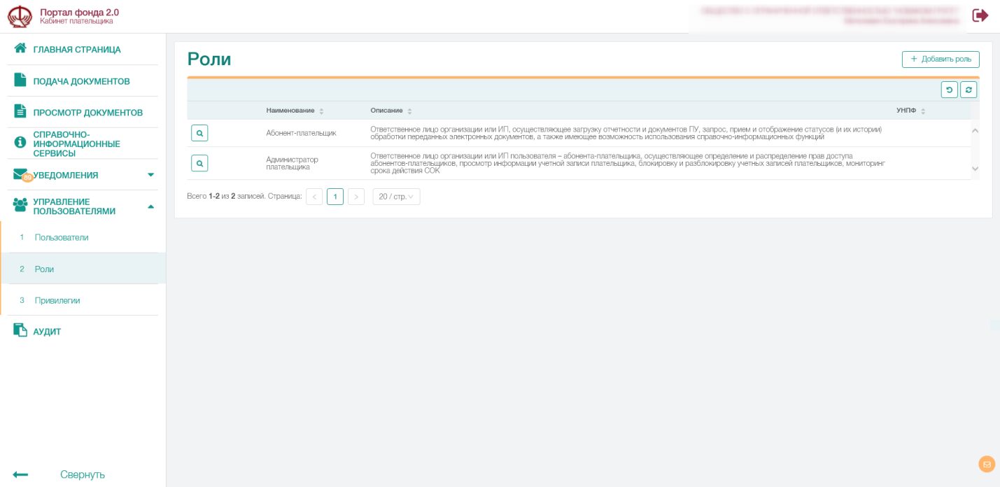 Портал фонда 2.0
Кабинет плательщика
ГЛАВНАЯ СТРАНИЦА
ПОДАЧА ДОКУМЕНТОВ
ПРОСМОТР ДОКУМЕНТОВ
СПРАВОЧНО-
ИНФОРМАЦИОННЫЕ
СЕРВИСЫ
69
УВЕДОМЛЕНИЯ
УПРАВЛЕНИЕ
ПОЛЬЗОВАТЕЛЯМИ
1 Пользователи
2 Роли
3 Привилегии
АУДИТ
Свернуть
Роли
+ Добавить роль
Наименование Описание УНПФ
Абонент-плательщик
Ответственное лицо организации или ИП, осуществляющее загрузку отчетности и документов ПУ, запрос, прием и отображение статусов (и их истории)
обработки переданных электронных документов, а также имеющее возможность использования справочно-информационных функций
Администратор
плательщика
Ответственное лицо организации или ИП пользователя – абонента-плательщика, осуществляющее определение и распределение прав доступа
абонентов-плательщиков, просмотр информации учетной записи плательщика, блокировку и разблокировку учетных записей плательщиков, мониторинг
срока действия СОК
Всего 1-2 из 2 записей. Страница: < 1 > 20 / стр.